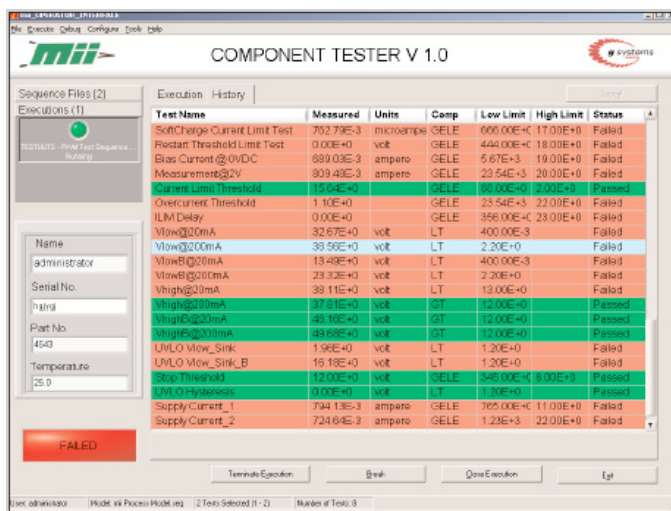 mii_OPERATOR_INTERFACE
File Execute Debug Configure Tools Help
mii
COMPONENT TESTER V 1.0
g systems
Sequence Files (2)
Executions (1)
Running
Execution History
Test Name Measured Units Comp Low Limit High Limit Status
SoftCharge Current Limit Test 762.79E-3 microampe GELE 666.00E+0 17.00E+0 Failed
Restart Threshold Limit Test 0.00E+0 volt GELE 444.00E+0 18.00E+0 Failed
Bias Current @0VDC 689.03E-3 ampere GELE 5.67E+3 19.00E+0 Failed
Measurement@2V 809.48E-3 ampere GELE 23.54E+3 20.00E+0 Failed
Current Limit Threshold 15.64E+0 GELE 88.00E+0 2.00E+0 Passed
Overcurrent Threshold 1.10E+0 GELE 23.54E+3 22.00E+0 Failed
ILIM Delay 0.00E+0 GELE 356.00E+0 23.00E+0 Failed
Vlow@20mA 32.67E+0 volt LT 400.00E-3 Failed
Vlow@200mA 38.56E+0 volt LT 2.20E+0 Failed
VlowB@20mA 13.49E+0 volt LT 400.00E-3 Failed
VlowB@200mA 23.32E+0 volt LT 2.20E+0 Failed
Vhigh@20mA 38.11E+0 volt LT 13.00E+0 Failed
Vhigh@200mA 37.81E+0 volt GT 12.00E+0 Passed
VhighB@20mA 48.16E+0 volt GT 12.00E+0 Passed
VhighB@200mA 49.68E+0 volt GT 12.00E+0 Passed
UVLO Vlow_Sink 1.96E+0 volt LT 1.20E+0 Failed
UVLO Vlow_Sink_B 16.18E+0 volt LT 1.20E+0 Failed
Stop Threshold 12.00E+0 volt GELE 345.00E+0 6.00E+0 Passed
UVLO Hysteresis 0.00E+0 volt LT 1.20E+0 Passed
Supply Current_1 794.13E-3 ampere GELE 765.00E+0 11.00E+0 Failed
Supply Current_2 724.64E-3 ampere GELE 1.23E+3 22.00E+0 Failed
Name
administrator
Serial No.
Part No.
4543
Temperature
25.0
FAILED
Terminate Execution Break Close Execution Exit
User: administrator Model: mii Process Model.seq 2 Tests Selected (1 - 2) Number of Tests: 8